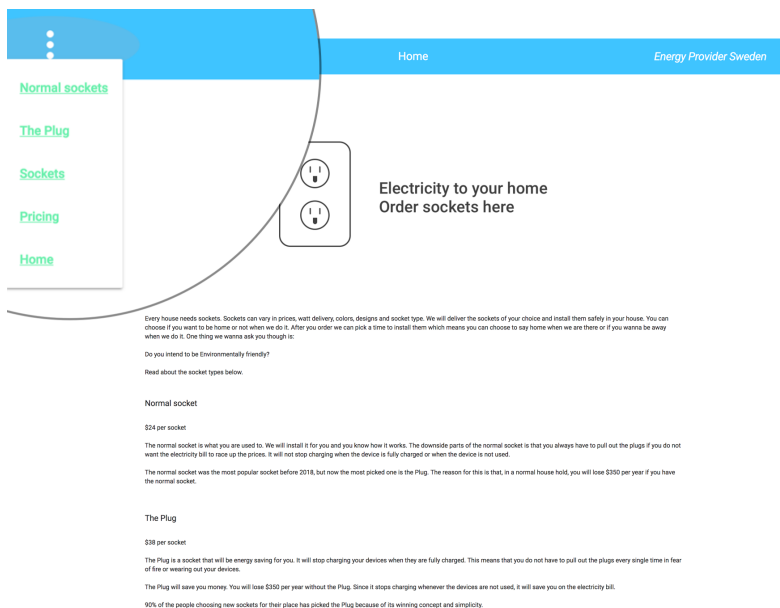 Home
Energy Provider Sweden
Normal sockets
The Plug
Sockets
Pricing
Home
Electricity to your home
Order sockets here
Every house needs sockets. Sockets can vary in prices, watt delivery, colors, designs and socket type. We will deliver the sockets of your choice and install them safely in your house. You can
choose if you want to be home or not when we do it. After you order we can pick a time to install them which means you can choose to say home when we are there or if you wanna be away
when we do it. One thing we wanna ask you though is:
Do you intend to be Environmentally friendly?
Read about the socket types below.
Normal socket
$24 per socket
The normal socket is what you are used to. We will install it for you and you know how it works. The downside parts of the normal socket is that you always have to pull out the plugs if you do not
want the electricity bill to race up the prices. It will not stop charging when the device is fully charged or when the device is not used.
The normal socket was the most popular socket before 2018, but now the most picked one is the Plug. The reason for this is that, in a normal house hold, you will lose $350 per year if you have
the normal socket.
The Plug
$38 per socket
The Plug is a socket that will be energy saving for you. It will stop charging your devices when they are fully charged. This means that you do not have to pull out the plugs every single time in fear
of fire or wearing out your devices.
The Plug will save you money. You will lose $350 per year without the Plug. Since it stops charging whenever the devices are not used, it will save you on the electricity bill.
90% of the people choosing new sockets for their place has picked the Plug because of its winning concept and simplicity.